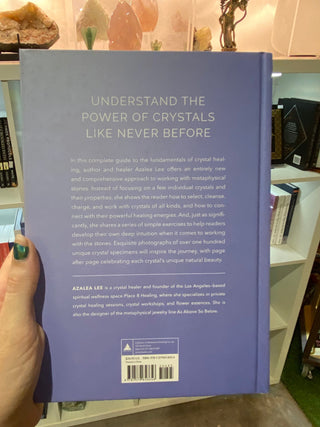 UNDERSTAND THE
POWER OF CRYSTALS
LIKE NEVER BEFORE
In this complete guide to the fundamentals of crystal heal-
ing, author and healer Azalea Lee offers an entirely new
and comprehensive approach to working with metaphysical
stones. Instead of focusing on a few individual crystals and
their properties, she shows the reader how to select, cleanse,
charge, and work with crystals of all kinds, and how to con-
nect with their powerful healing energies. And, just as signifi-
cantly, she shares a series of simple exercises to help readers
develop their own deep intuition when it comes to working
with the stones. Exquisite photographs of over one hundred
unique crystal specimens will inspire the journey, with page
after page celebrating each crystal's unique natural beauty.
AZALEA LEE is a crystal healer and founder of the Los Angeles–based
spiritual wellness space Place 8 Healing, where she specializes in private
crystal healing sessions, crystal workshops, and flower essences. She is
also the designer of the metaphysical jewelry line As Above So Below.